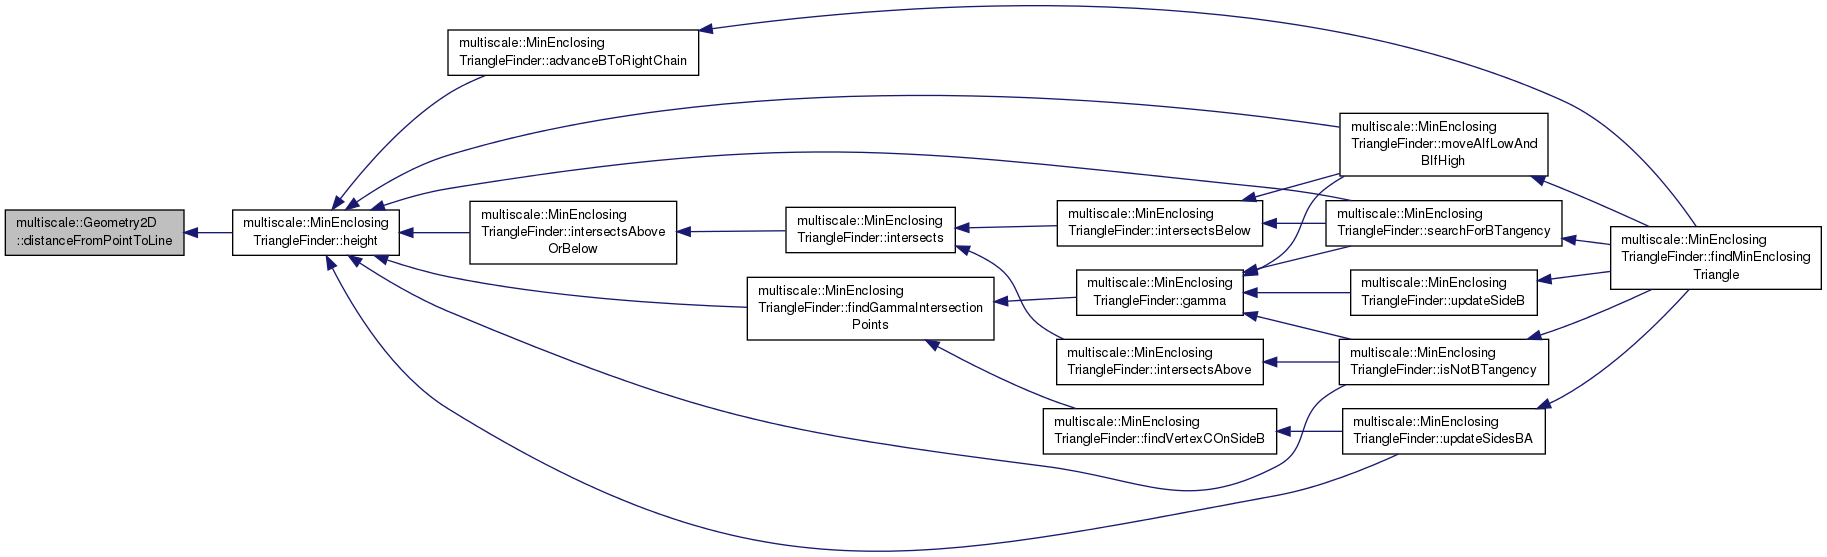 multiscale::Geometry2D
::distanceFromPointToLine
multiscale::MinEnclosing
TriangleFinder::height
multiscale::MinEnclosing
TriangleFinder::advanceBToRightChain
multiscale::MinEnclosing
TriangleFinder::intersectsAbove
OrBelow
multiscale::MinEnclosing
TriangleFinder::findGammaIntersection
Points
multiscale::MinEnclosing
TriangleFinder::intersects
multiscale::MinEnclosing
TriangleFinder::intersectsBelow
multiscale::MinEnclosing
TriangleFinder::gamma
multiscale::MinEnclosing
TriangleFinder::intersectsAbove
multiscale::MinEnclosing
TriangleFinder::findVertexCOnSideB
multiscale::MinEnclosing
TriangleFinder::moveAIfLowAnd
BIfHigh
multiscale::MinEnclosing
TriangleFinder::searchForBTangency
multiscale::MinEnclosing
TriangleFinder::updateSideB
multiscale::MinEnclosing
TriangleFinder::isNotBTangency
multiscale::MinEnclosing
TriangleFinder::updateSidesBA
multiscale::MinEnclosing
TriangleFinder::findMinEnclosing
Triangle